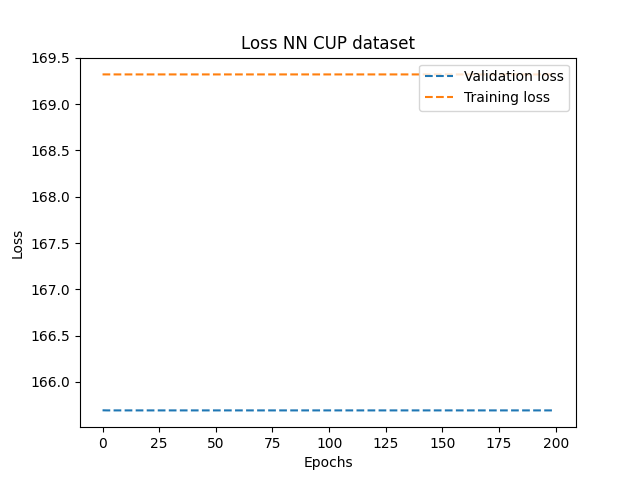 Loss NN CUP dataset
169.5
169.0
168.5
168.0
167.5
167.0
166.5
166.0
Loss
Validation loss
Training loss
0 25 50 75 100 125 150 175 200
Epochs